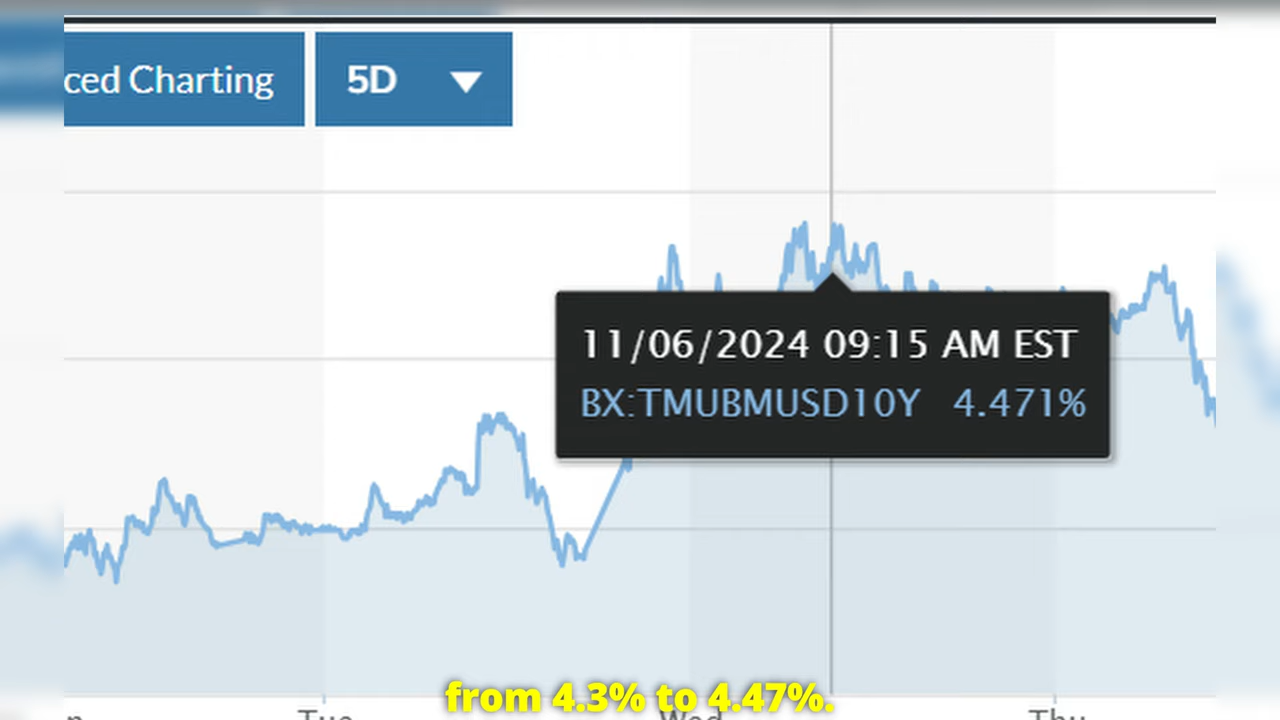 ced Charting
5D
11/06/2024 09:15 AM EST
BX:TMUBMUSD10Y 4.471%
from 4.3% to 4.47%.
n Tue Wed Thu